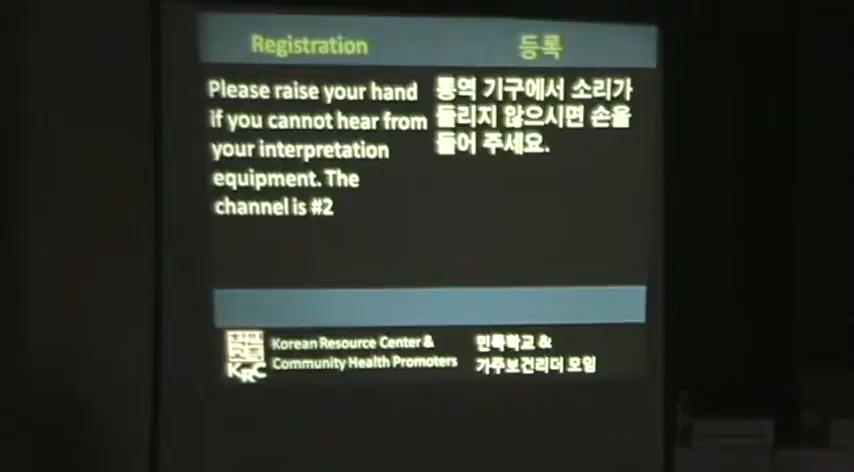 Registration
등록
Please raise your hand
if you cannot hear from
your interpretation
equipment. The
channel is #2
통역 기구에서 소리가
들리지 않으시면 손을
들어 주세요.
KRC
Korean Resource Center &
Community Health Promoters
민족학교 &
가주보건리더 모임